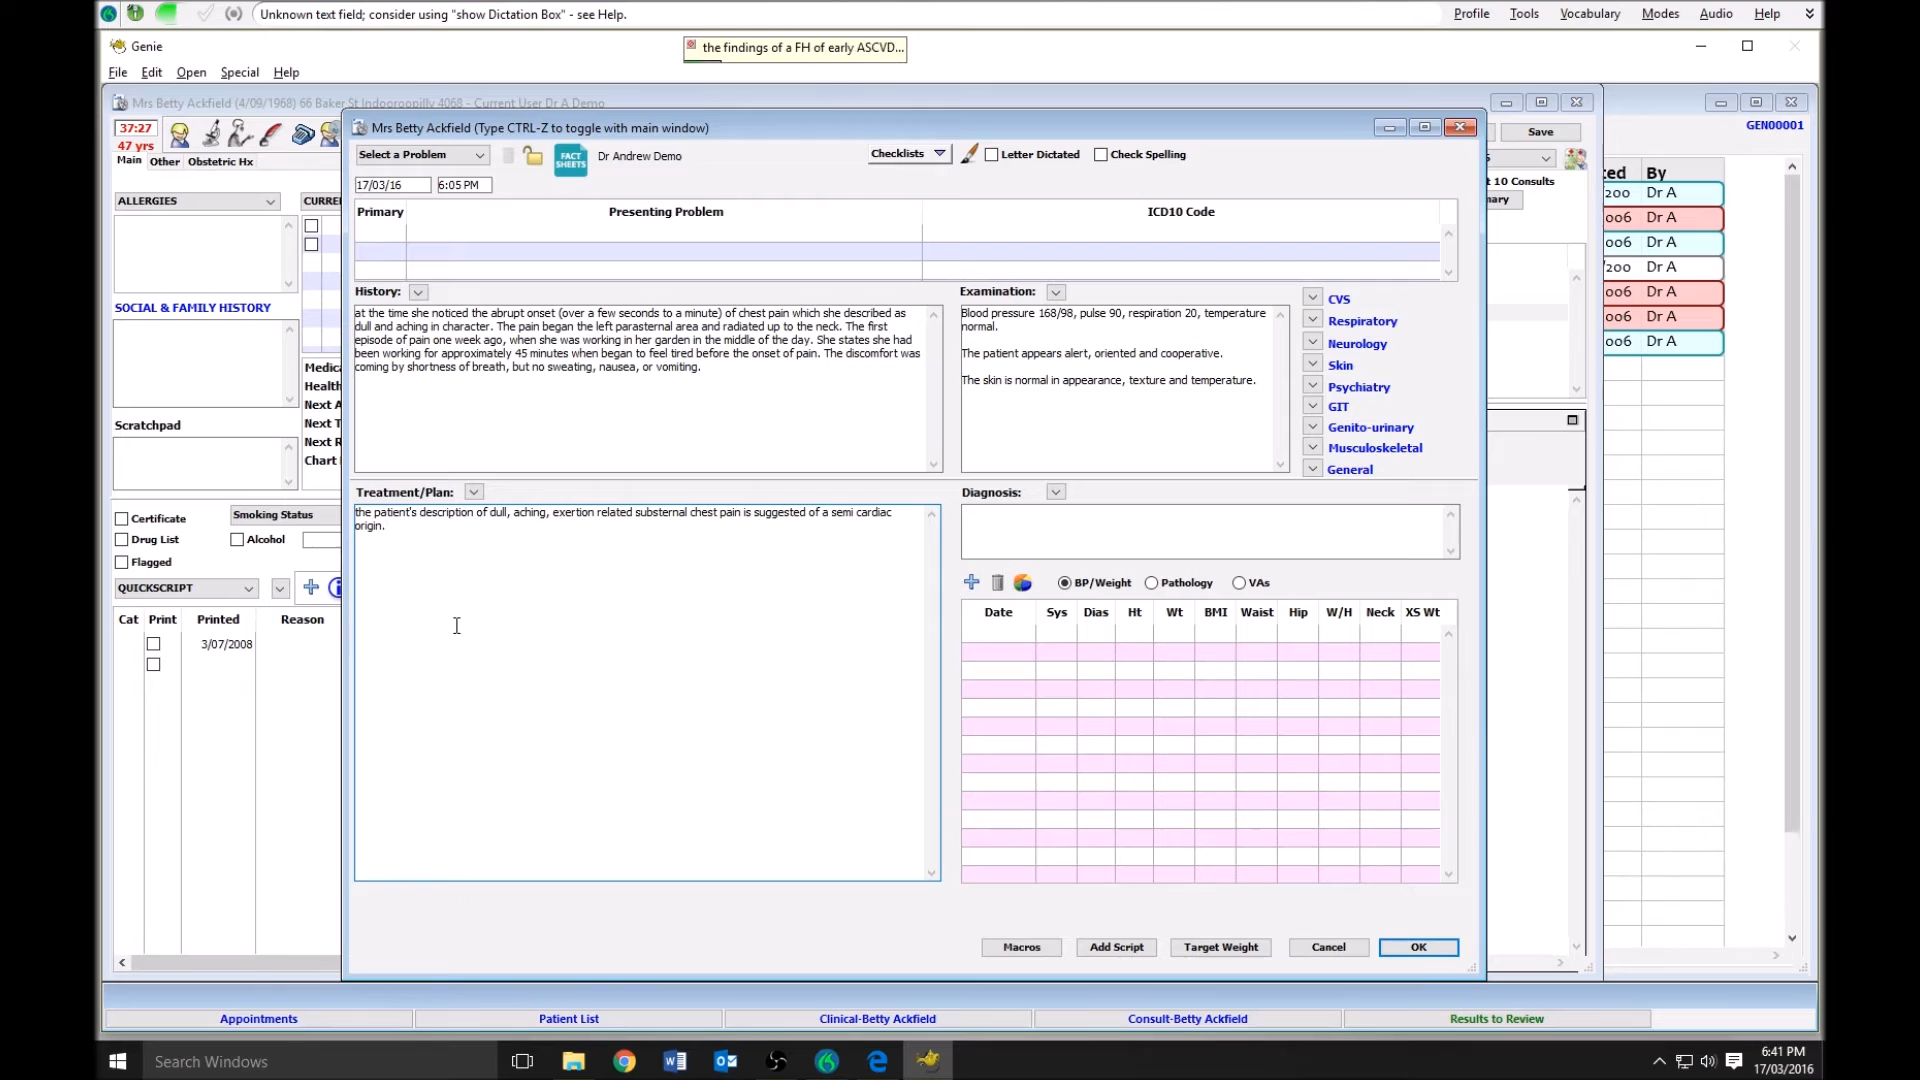 Unknown text field; consider using "show Dictation Box" - see Help.
Profile Tools Vocabulary Modes Audio Help
Genie
the findings of a FH of early ASCVD...
File Edit Open Special Help
Mrs Betty Ackfield (4/09/1968) 66 Baker St Indooroopilly 4068 - Current User Dr A Demo
37:27
47 yrs
Save
GEN00001
Main Other Obstetric Hx
Mrs Betty Ackfield (Type CTRL-Z to toggle with main window)
Select a Problem
FACT
SHEETS
Dr Andrew Demo
Checklists
Letter Dictated
Check Spelling
17/03/16 6:05 PM
t 10 Consults
nary
ted By
/200 Dr A
006 Dr A
006 Dr A
/200 Dr A
006 Dr A
006 Dr A
006 Dr A
ALLERGIES
CURRE
Primary Presenting Problem ICD10 Code
SOCIAL & FAMILY HISTORY
Scratchpad
Medica
Health
Next A
Next T
Next R
Chart
History:
at the time she noticed the abrupt onset (over a few seconds to a minute) of chest pain which she described as
dull and aching in character. The pain began the left parasternal area and radiated up to the neck. The first
episode of pain one week ago, when she was working in her garden in the middle of the day. She states she had
been working for approximately 45 minutes when began to feel tired before the onset of pain. The discomfort was
coming by shortness of breath, but no sweating, nausea, or vomiting.
Examination:
Blood pressure 168/98, pulse 90, respiration 20, temperature
normal.
The patient appears alert, oriented and cooperative.
The skin is normal in appearance, texture and temperature.
CVS
Respiratory
Neurology
Skin
Psychiatry
GIT
Genito-urinary
Musculoskeletal
General
Treatment/Plan:
the patient's description of dull, aching, exertion related substernal chest pain is suggested of a semi cardiac
origin.
Diagnosis:
BP/Weight Pathology VAs
Date Sys Dias Ht Wt BMI Waist Hip W/H Neck XS Wt
Certificate
Smoking Status
Drug List
Alcohol
Flagged
QUICKSCRIPT
Cat Print Printed Reason
3/07/2008
Macros Add Script Target Weight Cancel OK
Appointments Patient List Clinical-Betty Ackfield Consult-Betty Ackfield Results to Review
Search Windows
6:41 PM
17/03/2016